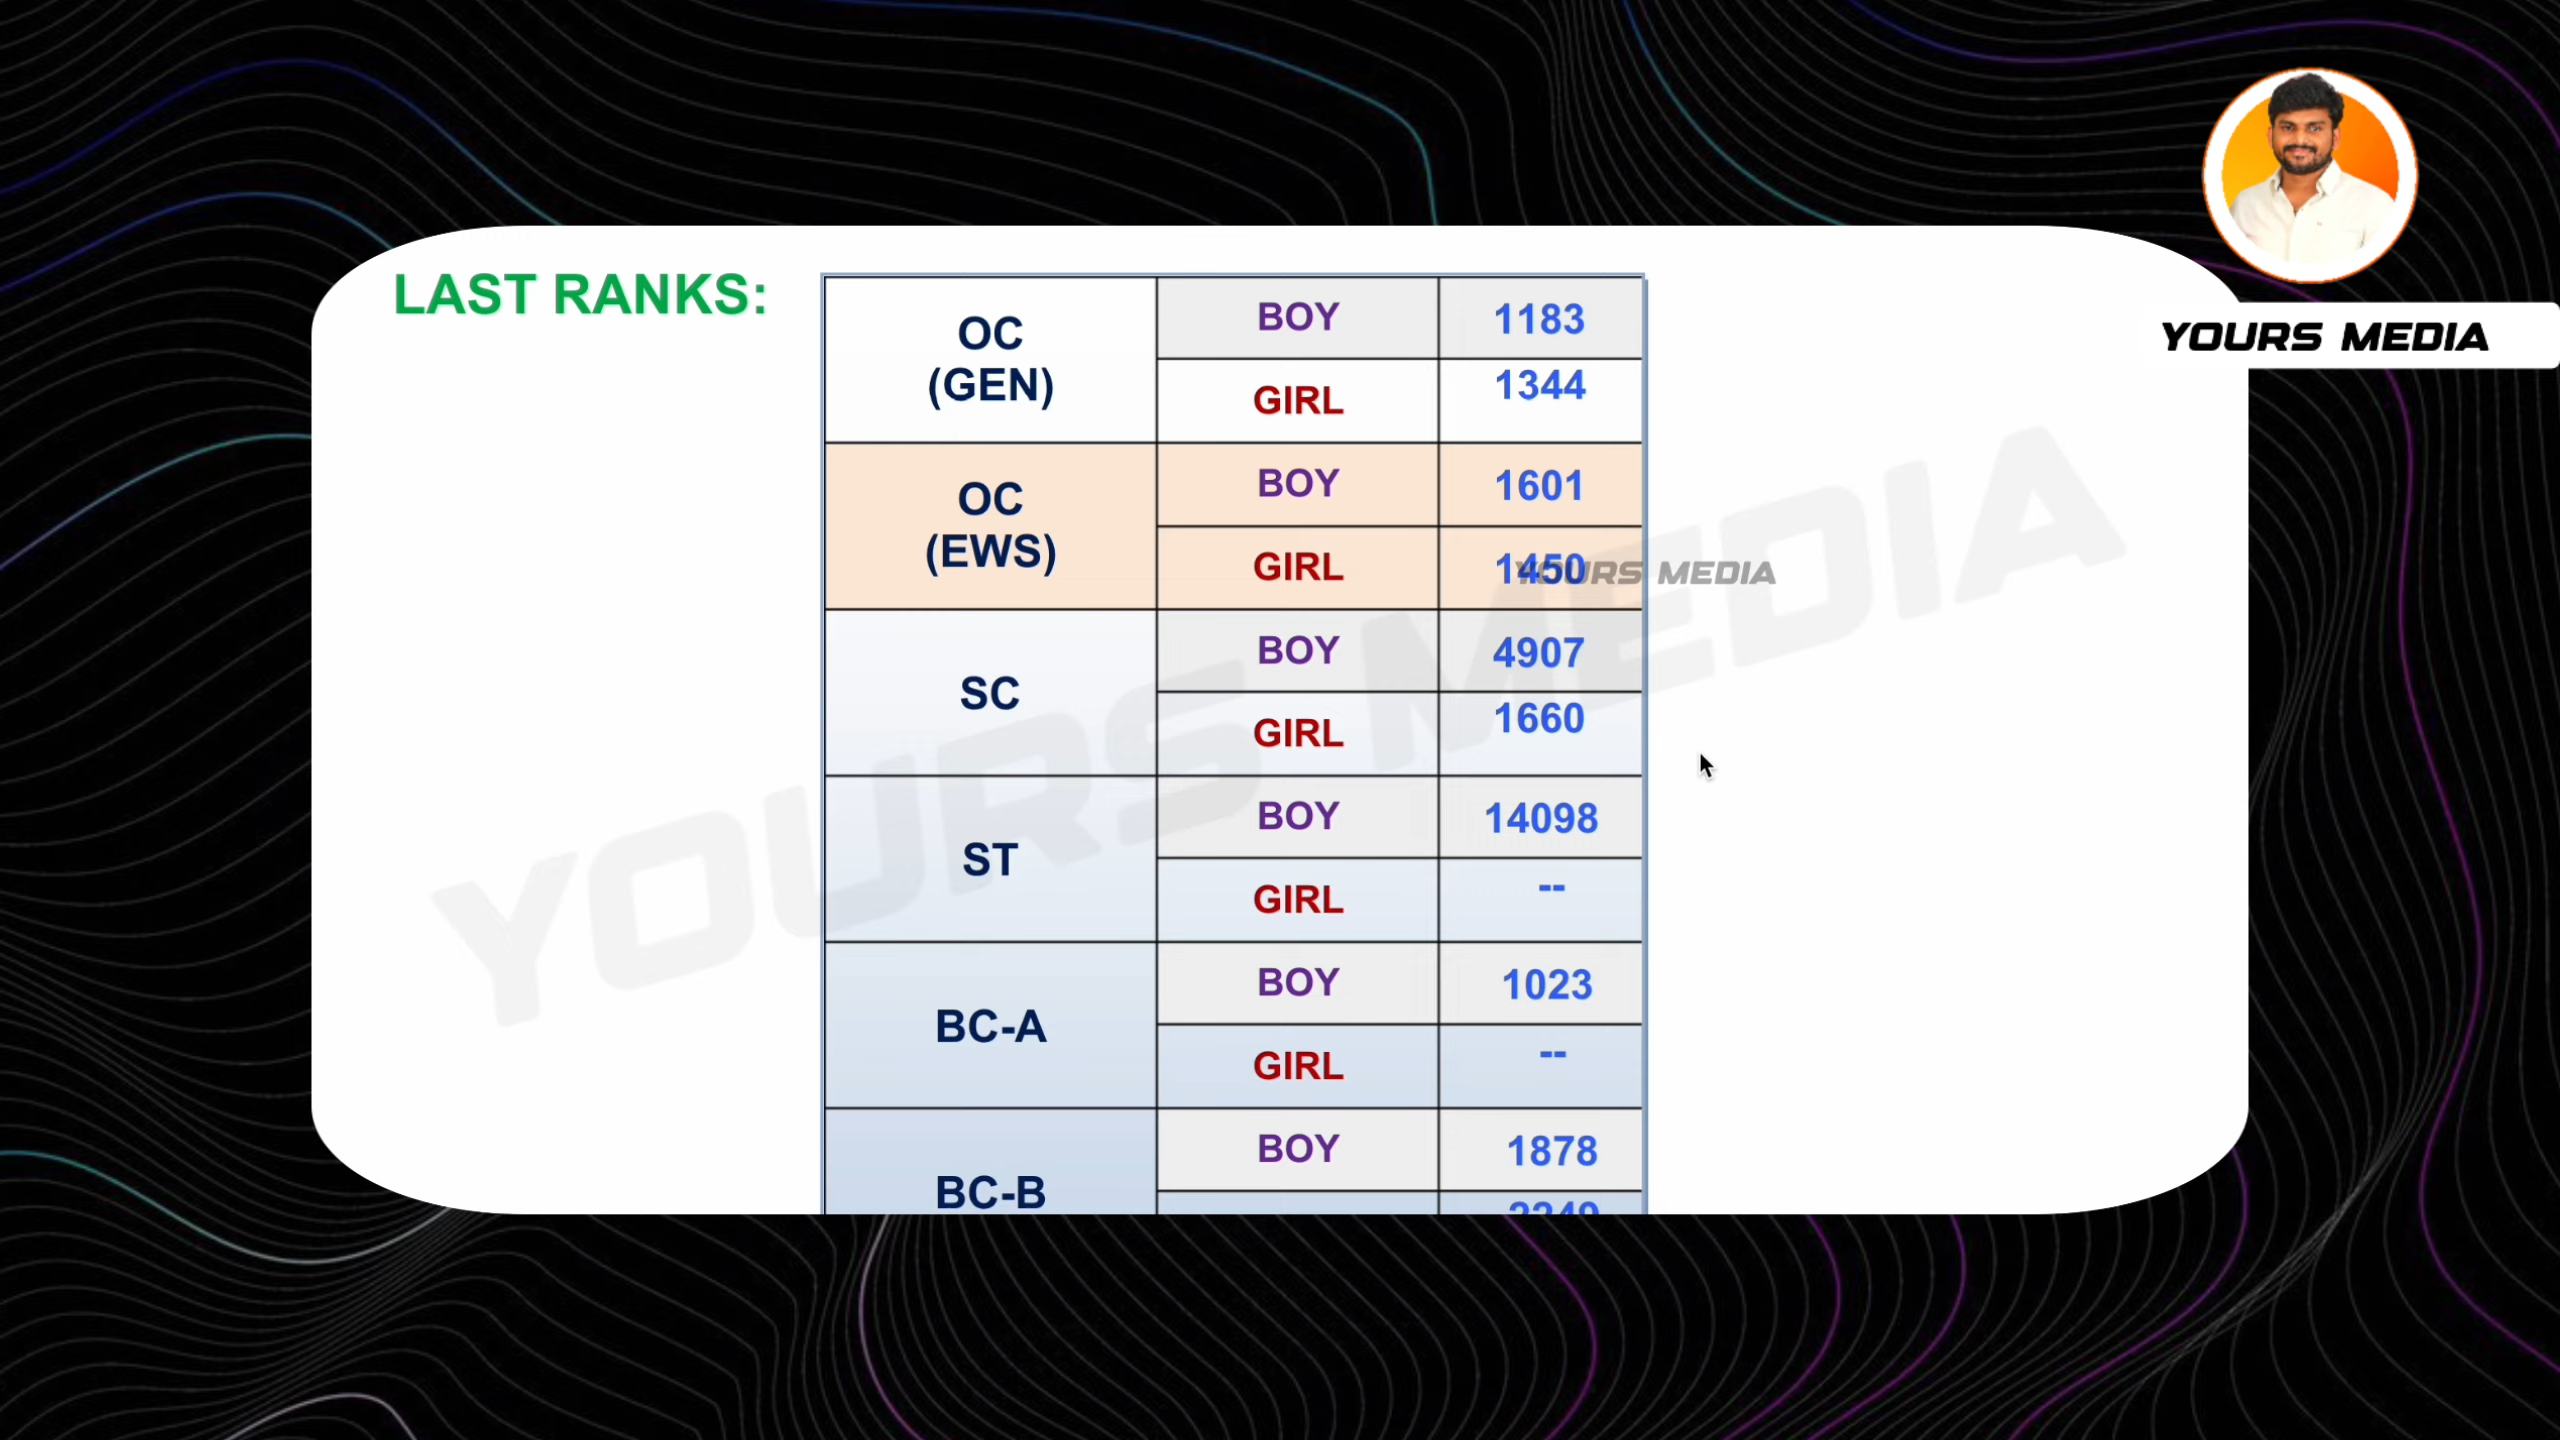 LAST RANKS:
OC
(GEN)
BOY
1183
GIRL
1344
OC
(EWS)
BOY
1601
GIRL
1450
SC
BOY
4907
GIRL
1660
ST
BOY
14098
GIRL
--
BC-A
BOY
1023
GIRL
--
BC-B
BOY
1878
YOURS MEDIA
YOURS MEDIA
YOURS MEDIA